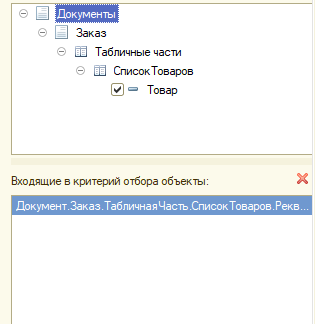 Документы
Заказ
Табличные части
СписокТоваров
Товар
Входящие в критерий отбора объекты:
Документ.Заказ.ТабличнаяЧасть.СписокТоваров.Рекв...